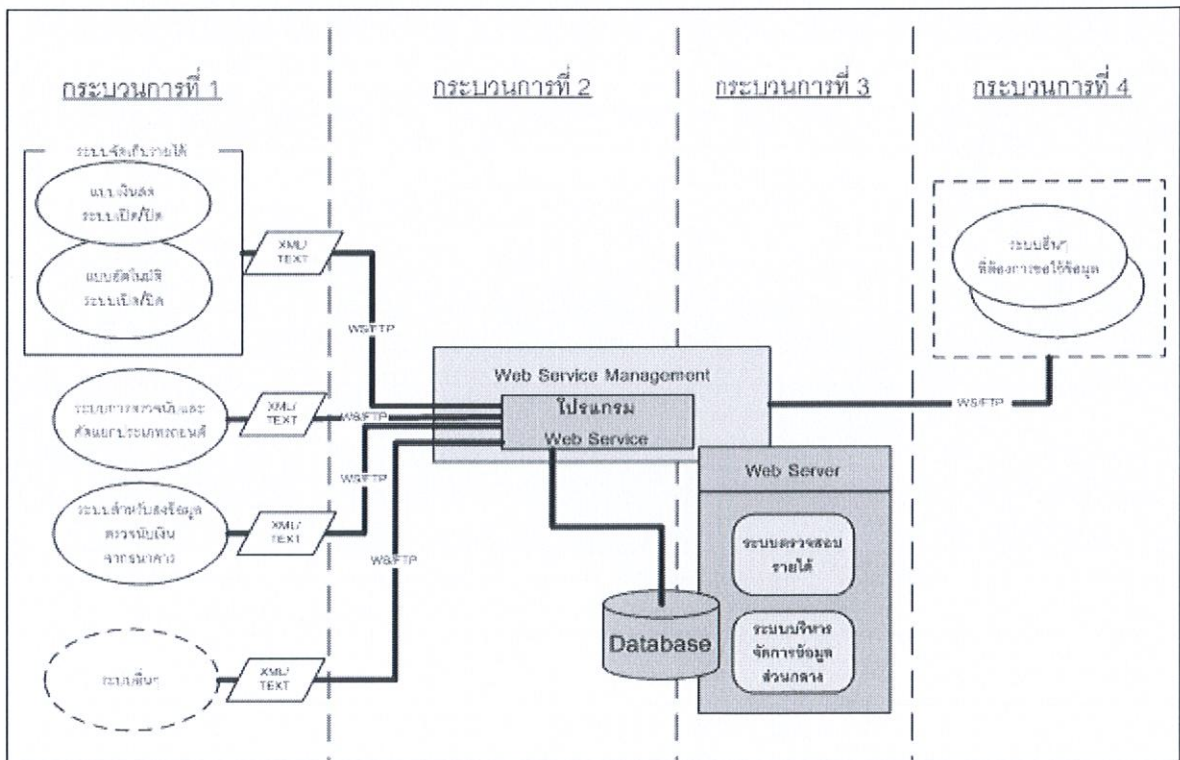 กระบวนการที่ 1
กระบวนการที่ 2
กระบวนการที่ 3
กระบวนการที่ 4
ระบบจัดเก็บรายได้
แบบเงินสด
ระบบเปิด/ปิด
แบบอัตโนมัติ
ระบบเปิด/ปิด
XML/
TEXT
WS/FTP
ระบบการตรวจนับและ
คัดแยกประเภทรถยนต์
XML/
TEXT
WS/FTP
ระบบสำหรับส่งข้อมูล
ตรวจนับเงิน
จากธนาคาร
XML/
TEXT
WS/FTP
ระบบอื่นๆ
XML/
TEXT
WS/FTP
Web Service Management
โปรแกรม
Web Service
Database
Web Server
ระบบตรวจสอบ
รายได้
ระบบบริหาร
จัดการข้อมูล
ส่วนกลาง
WS/FTP
ระบบอื่นๆ
ที่ต้องการขอใช้ข้อมูล